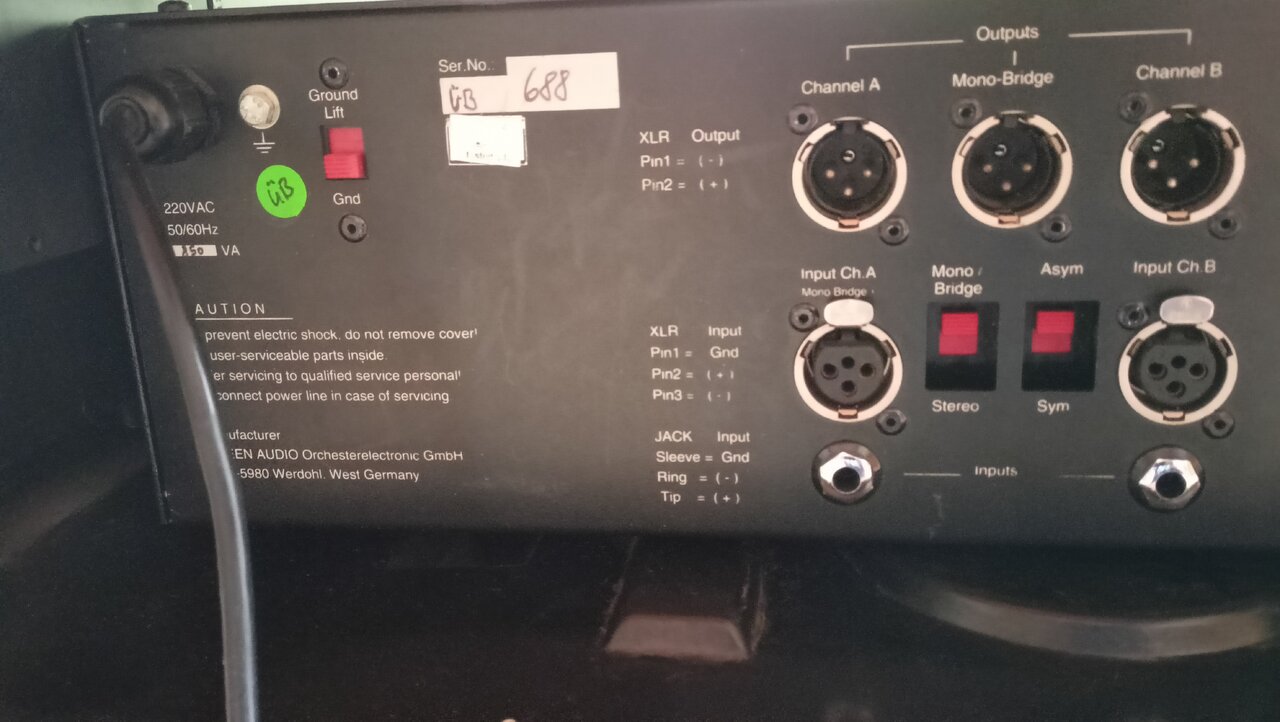 Ground
Lift
Gnd
220VAC
50/60Hz
VA
Ser.No.:
ÜB 688
ÜB
AUTION
prevent electric shock, do not remove cover!
user-serviceable parts inside.
er servicing to qualified service personal!
connect power line in case of servicing
ufacturer
EEN AUDIO Orchesterelectronic GmbH
-5980 Werdohl. West Germany
XLR Output
Pin1 = (-)
Pin2 = (+)
XLR Input
Pin1 = Gnd
Pin2 = (+)
Pin3 = (-)
JACK Input
Sleeve = Gnd
Ring = (-)
Tip = (+)
Outputs
Channel A
Mono-Bridge
Channel B
Input Ch.A
Mono Bridge
Mono /
Bridge
Stereo
Asym
Sym
Input Ch.B
Inputs